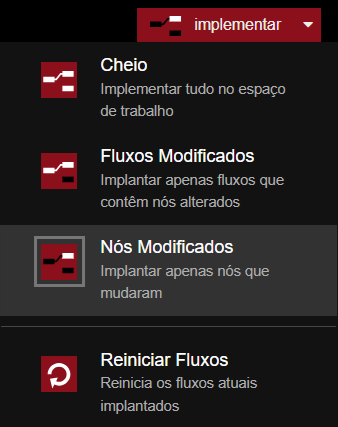 implementar
Cheio
Implementar tudo no espaço
de trabalho
Fluxos Modificados
Implantar apenas fluxos que
contêm nós alterados
Nós Modificados
Implantar apenas nós que
mudaram
Reiniciar Fluxos
Reinicia os fluxos atuais
implantados